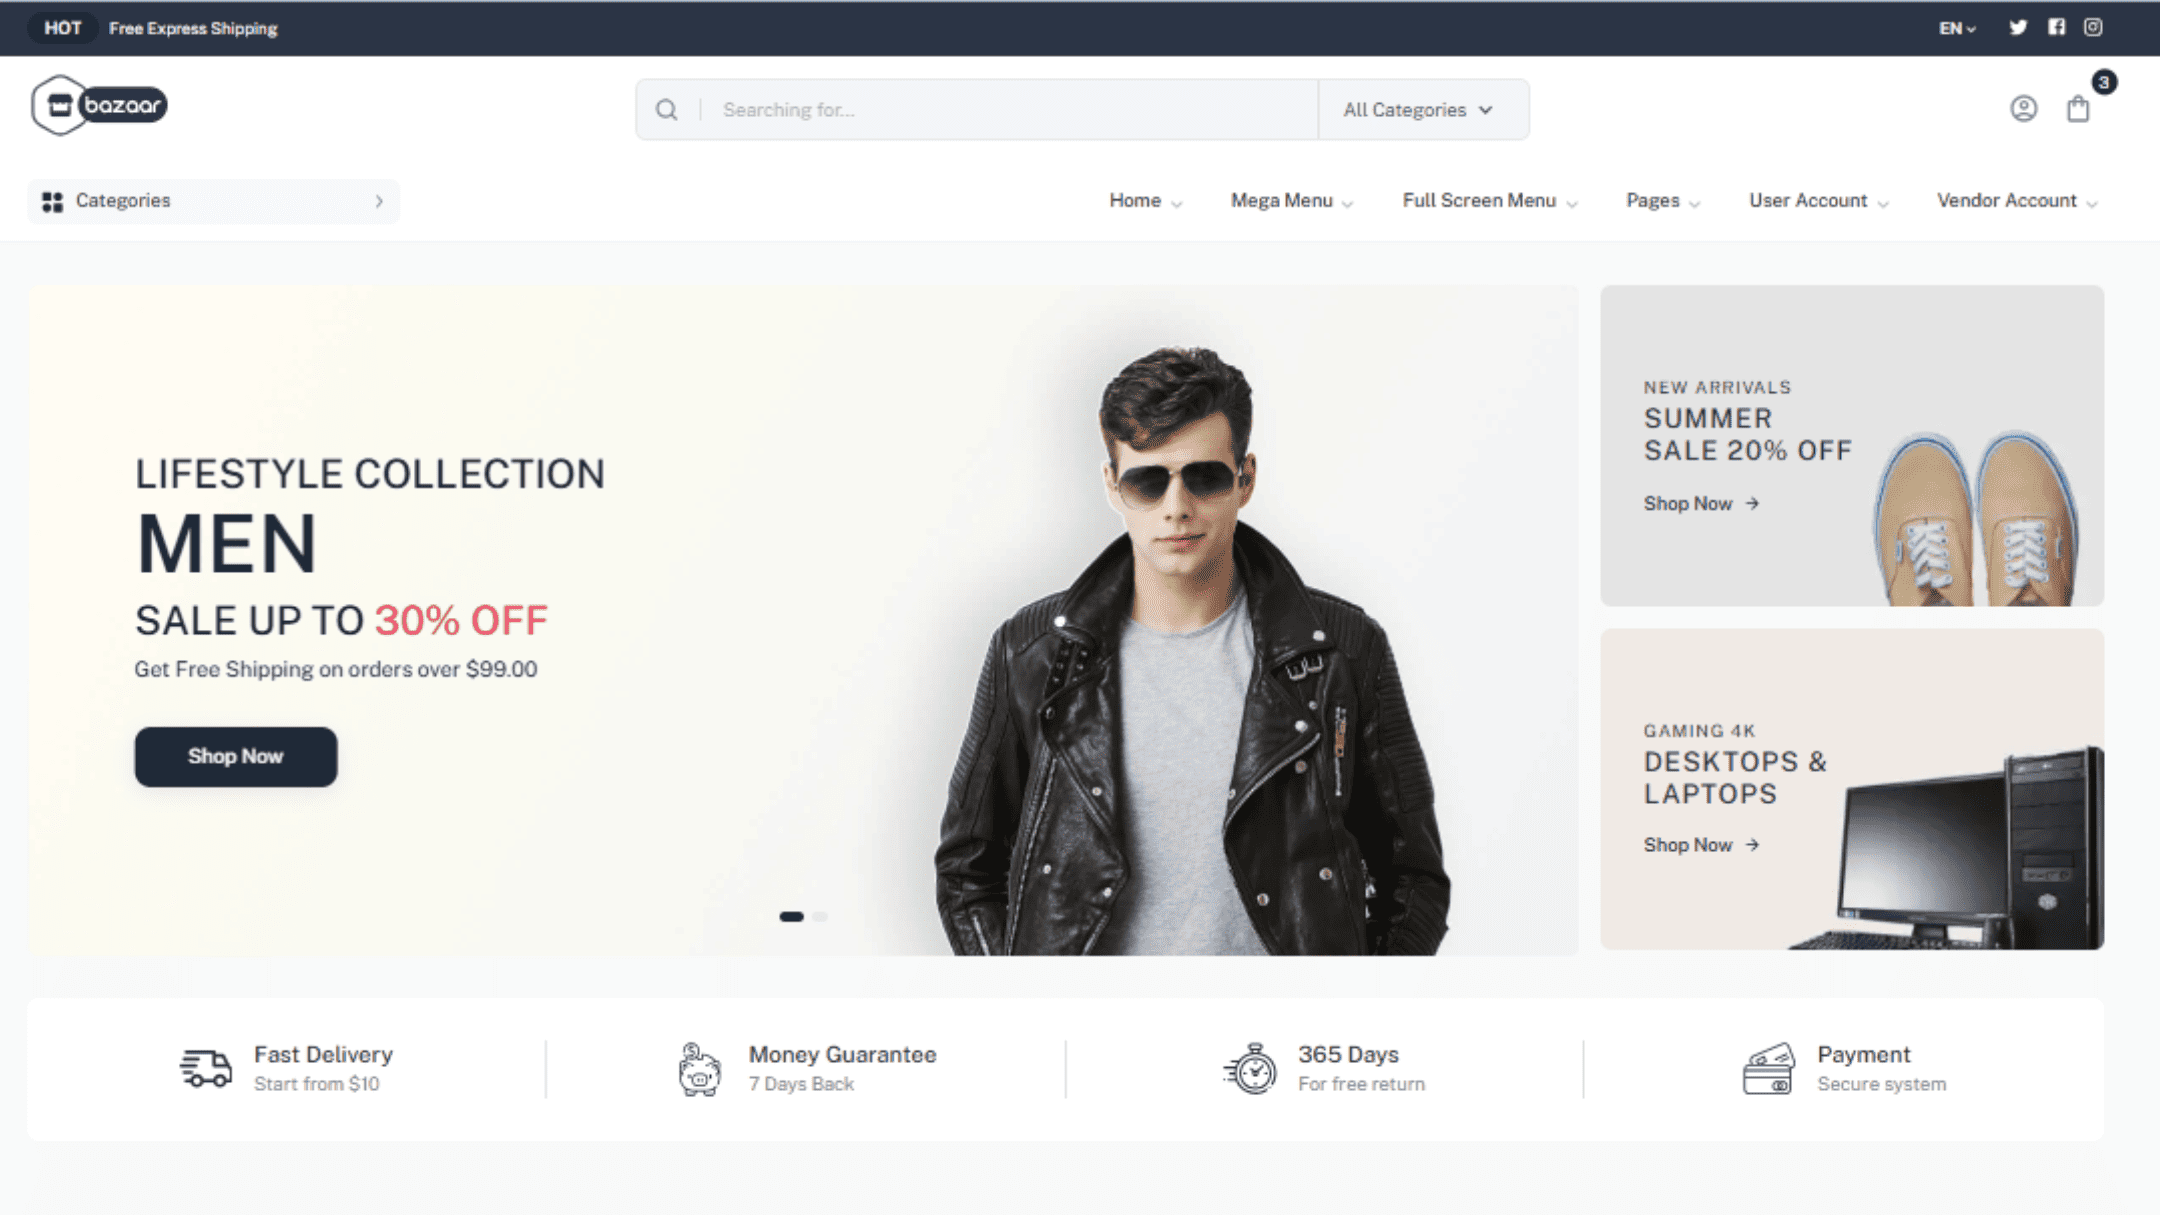 HOT Free Express Shipping EN
bazaar
Searching for...
All Categories
3
Categories
Home Mega Menu Full Screen Menu Pages User Account Vendor Account
LIFESTYLE COLLECTION
MEN
SALE UP TO 30% OFF
Get Free Shipping on orders over $99.00
Shop Now
NEW ARRIVALS
SUMMER
SALE 20% OFF
Shop Now
GAMING 4K
DESKTOPS &
LAPTOPS
Shop Now
Fast Delivery
Start from $10
Money Guarantee
7 Days Back
365 Days
For free return
Payment
Secure system